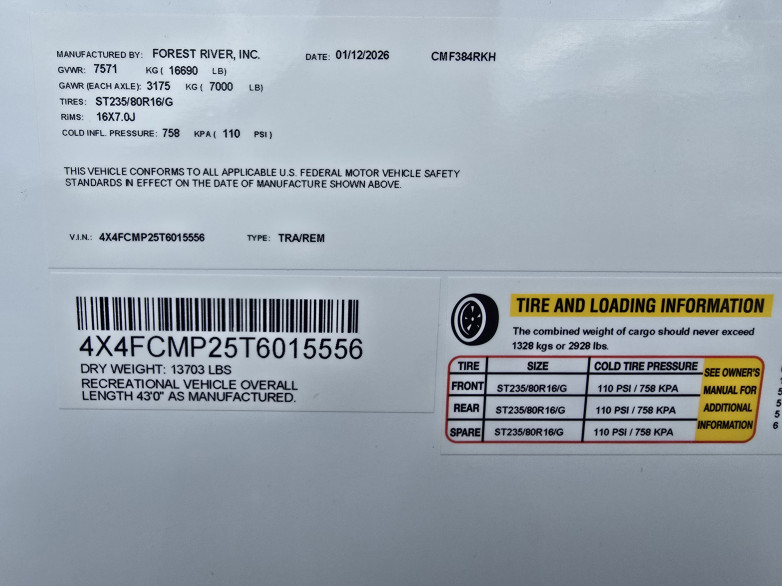 MANUFACTURED BY: FOREST RIVER, INC. DATE: 01/12/2026 CMF384RKH
GVWR: 7571 KG ( 16690 LB)
GAWR (EACH AXLE): 3175 KG ( 7000 LB)
TIRES: ST235/80R16/G
RIMS: 16X7.0J
COLD INFL. PRESSURE: 758 KPA ( 110 PSI )
THIS VEHICLE CONFORMS TO ALL APPLICABLE U.S. FEDERAL MOTOR VEHICLE SAFETY
STANDARDS IN EFFECT ON THE DATE OF MANUFACTURE SHOWN ABOVE.
V.I.N.: 4X4FCMP25T6015556 TYPE: TRA/REM
4X4FCMP25T6015556
DRY WEIGHT: 13703 LBS
RECREATIONAL VEHICLE OVERALL
LENGTH 43'0" AS MANUFACTURED.
TIRE AND LOADING INFORMATION
The combined weight of cargo should never exceed
1328 kgs or 2928 lbs.
TIRE SIZE COLD TIRE PRESSURE
FRONT ST235/80R16/G 110 PSI / 758 KPA
REAR ST235/80R16/G 110 PSI / 758 KPA
SPARE ST235/80R16/G 110 PSI / 758 KPA
SEE OWNER'S
MANUAL FOR
ADDITIONAL
INFORMATION
5
5
5
6